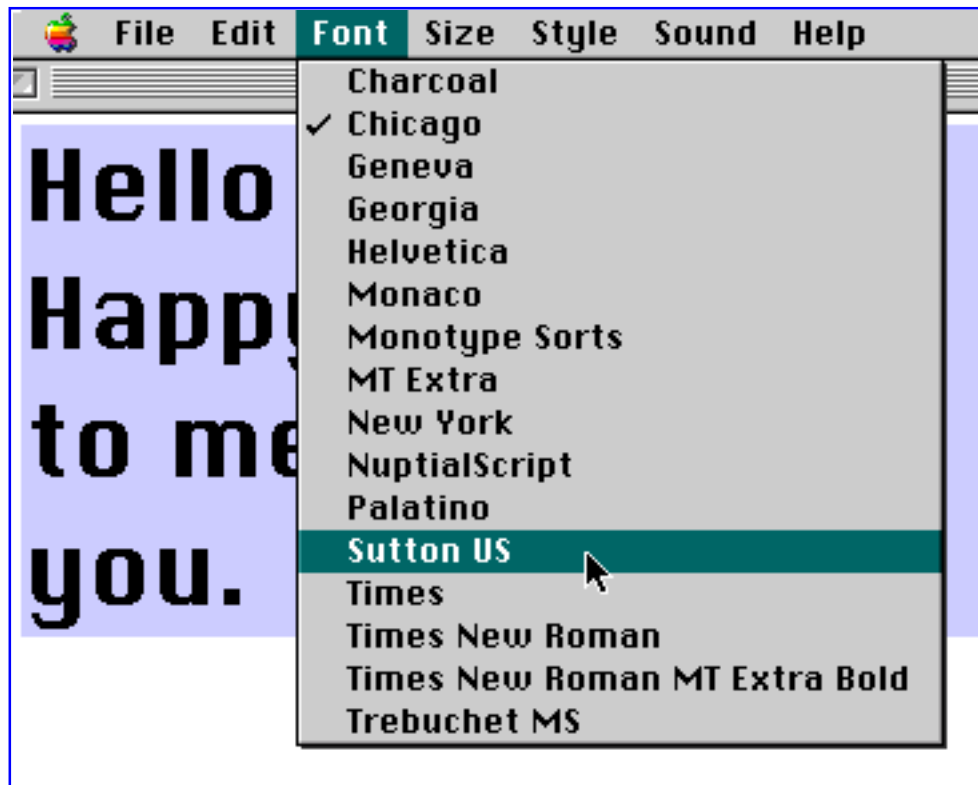 File Edit Font Size Style Sound Help
Charcoal
✓ Chicago
Geneva
Georgia
Helvetica
Monaco
Monotype Sorts
MT Extra
New York
NuptialScript
Palatino
Sutton US
Times
Times New Roman
Times New Roman MT Extra Bold
Trebuchet MS
Hello
Happy
to me
you.